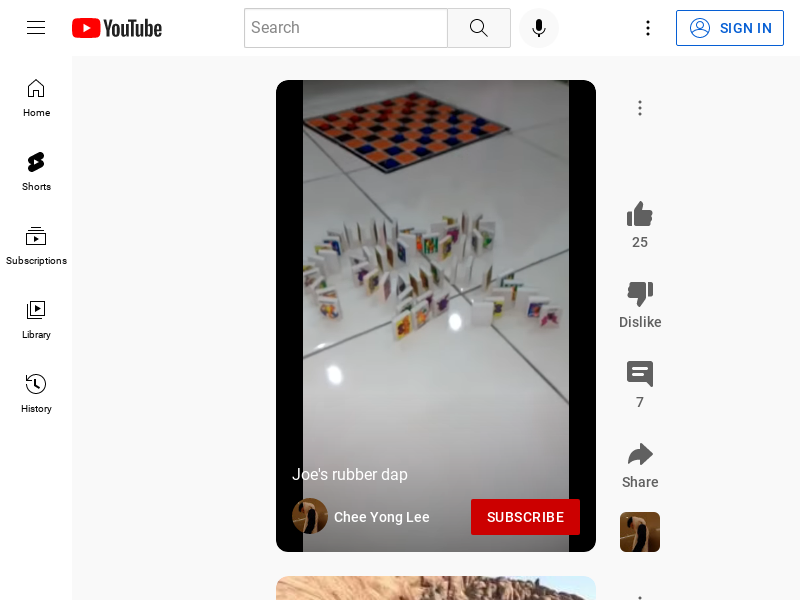 YouTube
Search
SIGN IN
Home
Shorts
Subscriptions
Library
History
25
Dislike
7
Share
Joe's rubber dap
Chee Yong Lee
SUBSCRIBE